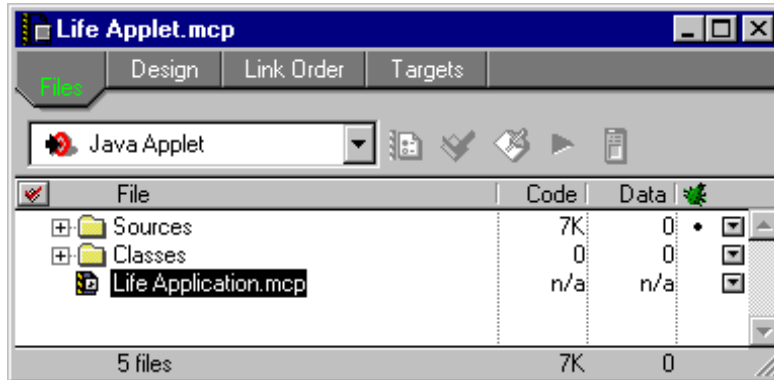 Life Applet.mcp
Files Design Link Order Targets
Java Applet
File Code Data
Sources 7K 0
Classes 0 0
Life Application.mcp n/a n/a
5 files 7K 0